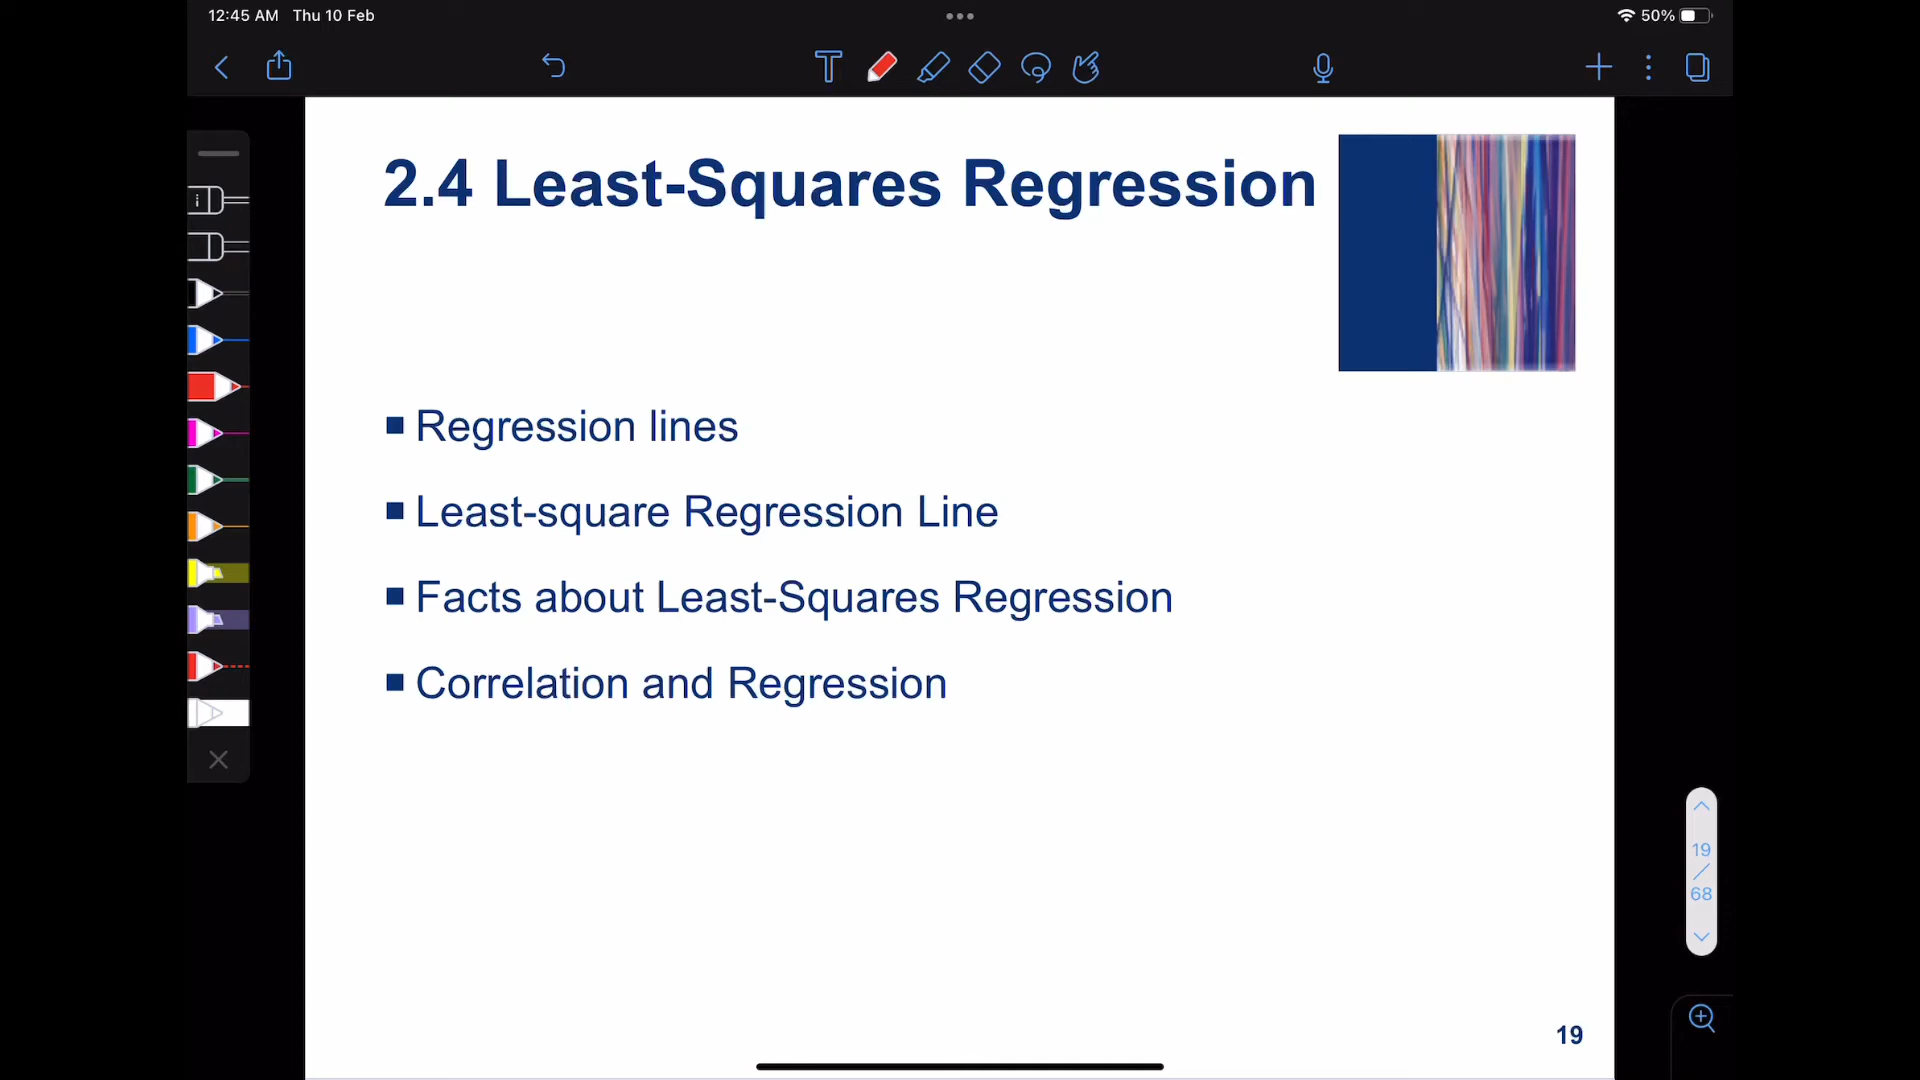 12:45 AM Thu 10 Feb
50%
2.4 Least-Squares Regression
Regression lines
Least-square Regression Line
Facts about Least-Squares Regression
Correlation and Regression
19
/
68
19